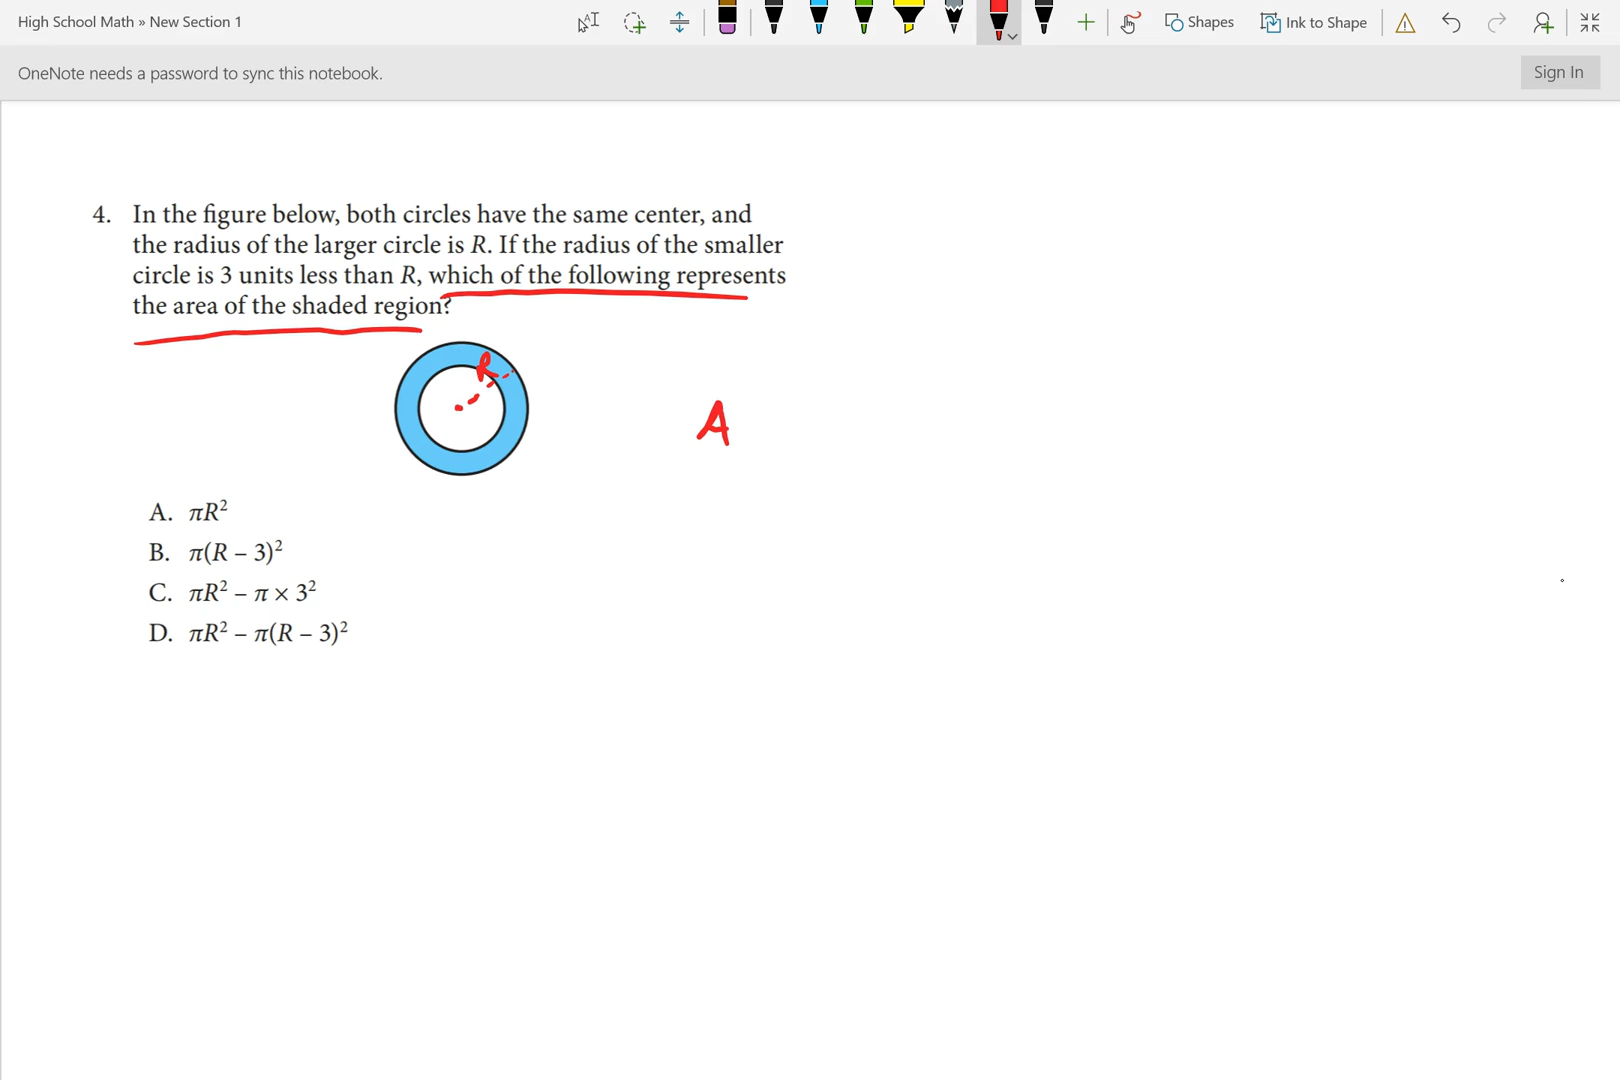 High School Math » New Section 1
Shapes
Ink to Shape
OneNote needs a password to sync this notebook.
Sign In
4. In the figure below, both circles have the same center, and
the radius of the larger circle is R. If the radius of the smaller
circle is 3 units less than R, which of the following represents
the area of the shaded region?
R
A
A. πR²
B. π(R – 3)²
C. πR² – π × 3²
D. πR² – π(R – 3)²